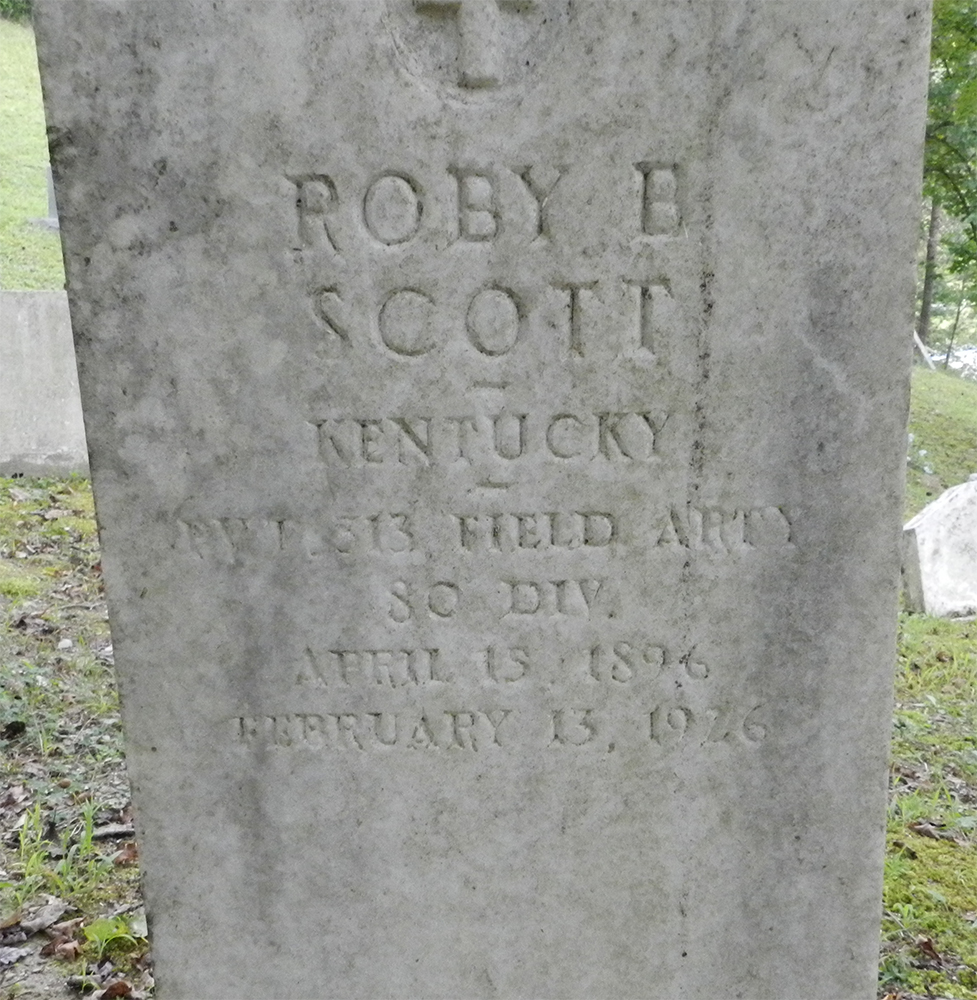 ROBY B
SCOTT
KENTUCKY
PVT. 313 FIELD ARTY
80 DIV.
APRIL 15, 1896
FEBRUARY 13, 1926